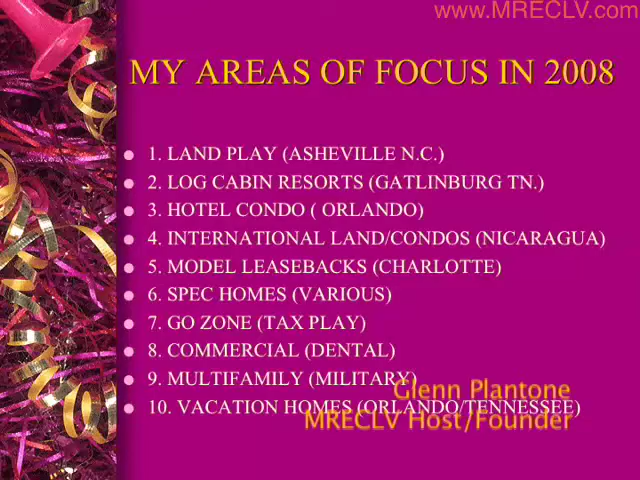 www.MRECLV.com
MY AREAS OF FOCUS IN 2008
1. LAND PLAY (ASHEVILLE N.C.)
2. LOG CABIN RESORTS (GATLINBURG TN.)
3. HOTEL CONDO ( ORLANDO)
4. INTERNATIONAL LAND/CONDOS (NICARAGUA)
5. MODEL LEASEBACKS (CHARLOTTE)
6. SPEC HOMES (VARIOUS)
7. GO ZONE (TAX PLAY)
8. COMMERCIAL (DENTAL)
9. MULTIFAMILY (MILITARY)
10. VACATION HOMES (ORLANDO/TENNESSEE)
Glenn Plantone
MRECLV Host/Founder